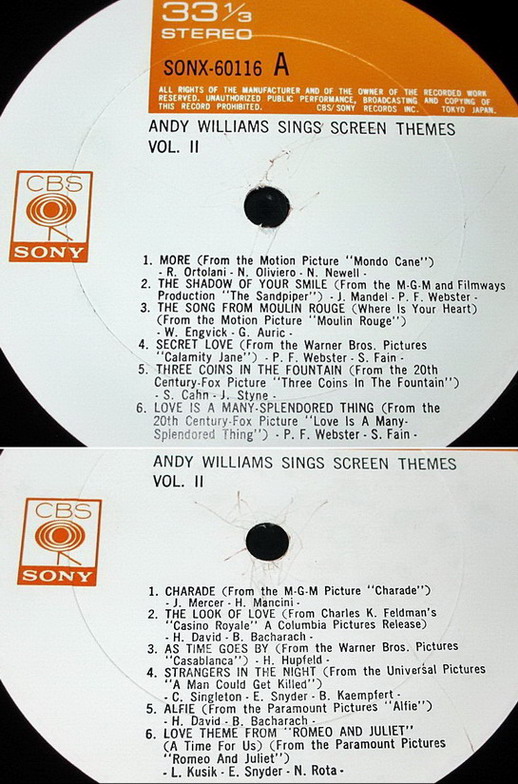 33 1/3
STEREO
SONX-60116 A
ALL RIGHTS OF THE MANUFACTURER AND OF THE OWNER OF THE RECORDED WORK
RESERVED. UNAUTHORIZED PUBLIC PERFORMANCE, BROADCASTING AND COPYING OF
THIS RECORD PROHIBITED. CBS/SONY RECORDS INC. TOKYO JAPAN.
ANDY WILLIAMS SINGS SCREEN THEMES
VOL. II
CBS
SONY
1. MORE (From the Motion Picture "Mondo Cane")
- R. Ortolani - N. Oliviero - N. Newell -
2. THE SHADOW OF YOUR SMILE (From the M-G-M and Filmways
Production "The Sandpiper") - J. Mandel - P. F. Webster -
3. THE SONG FROM MOULIN ROUGE (Where Is Your Heart)
(From the Motion Picture "Moulin Rouge")
- W. Engvick - G. Auric -
4. SECRET LOVE (From the Warner Bros. Pictures
"Calamity Jane") - P. F. Webster - S. Fain -
5. THREE COINS IN THE FOUNTAIN (From the 20th
Century-Fox Picture "Three Coins In The Fountain")
- S. Cahn - J. Styne -
6. LOVE IS A MANY-SPLENDORED THING (From the
20th Century-Fox Picture "Love Is A Many-
Splendored Thing") - P. F. Webster - S. Fain -
ANDY WILLIAMS SINGS SCREEN THEMES
VOL. II
CBS
SONY
1. CHARADE (From the M-G-M Picture "Charade")
- J. Mercer - H. Mancini -
2. THE LOOK OF LOVE (From Charles K. Feldman's
"Casino Royale" A Columbia Pictures Release)
- H. David - B. Bacharach -
3. AS TIME GOES BY (From the Warner Bros. Pictures
"Casablanca") - H. Hupfeld -
4. STRANGERS IN THE NIGHT (From the Universal Pictures
"A Man Could Get Killed")
- C. Singleton - E. Snyder - B. Kaempfert -
5. ALFIE (From the Paramount Pictures "Alfie")
- H. David - B. Bacharach -
6. LOVE THEME FROM "ROMEO AND JULIET"
(A Time For Us) (From the Paramount Pictures
"Romeo And Juliet")
- L. Kusik - E. Snyder - N. Rota -